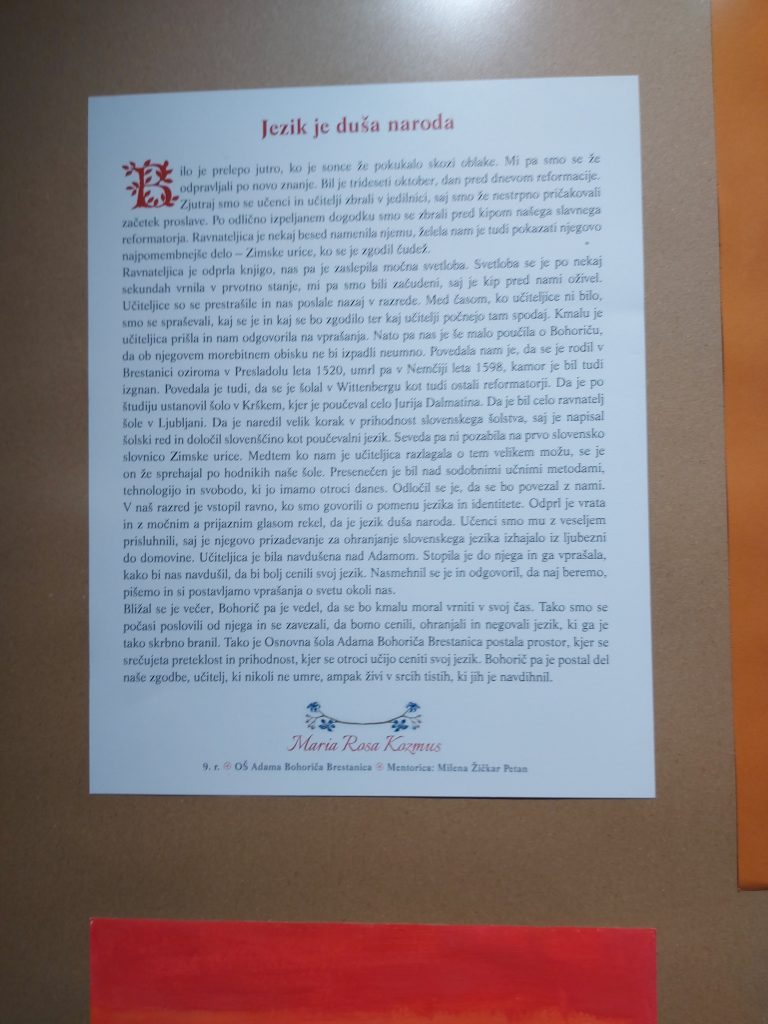 Jezik je duša naroda
Bilo je prelepo jutro, ko je sonce že pokukalo skozi oblake. Mi pa smo se že
odpravljali po novo znanje. Bil je trideseti oktober, dan pred dnevom reformacije.
Zjutraj smo se učenci in učitelji zbrali v jedilnici, saj smo že nestrpno pričakovali
začetek proslave. Po odlično izpeljanem dogodku smo se zbrali pred kipom našega slavnega
reformatorja. Ravnateljica je nekaj besed namenila njemu, želela nam je tudi pokazati njegovo
najpomembnejše delo – Zimske urice, ko se je zgodil čudež.
Ravnateljica je odprla knjigo, nas pa je zaslepila močna svetloba. Svetloba se je po nekaj
sekundah vrnila v prvotno stanje, mi pa smo bili začudeni, saj je kip pred nami oživel.
Učiteljice so se prestrašile in nas poslale nazaj v razrede. Med časom, ko učiteljice ni bilo,
smo se spraševali, kaj se je in kaj se bo zgodilo ter kaj učitelji počnejo tam spodaj. Kmalu je
učiteljica prišla in nam odgovorila na vprašanja. Nato pa nas je še malo poučila o Bohoriču,
da ob njegovem morebitnem obisku ne bi izpadli neumno. Povedala nam je, da se je rodil v
Brestanici oziroma v Presladolu leta 1520, umrl pa v Nemčiji leta 1598, kamor je bil tudi
izgnan. Povedala je tudi, da se je šolal v Wittenbergu kot tudi ostali reformatorji. Da je po
študiju ustanovil šolo v Krškem, kjer je poučeval celo Jurija Dalmatina. Da je bil celo ravnatelj
šole v Ljubljani. Da je naredil velik korak v prihodnost slovenskega šolstva, saj je napisal
šolski red in določil slovenščino kot poučevalni jezik. Seveda pa ni pozabila na prvo slovensko
slovnico Zimske urice. Medtem ko nam je učiteljica razlagala o tem velikem možu, se je
on že sprehajal po hodnikih naše šole. Presenečen je bil nad sodobnimi učnimi metodami,
tehnologijo in svobodo, ki jo imamo otroci danes. Odločil se je, da se bo povezal z nami.
V naš razred je vstopil ravno, ko smo govorili o pomenu jezika in identitete. Odprl je vrata
in z močnim a prijaznim glasom rekel, da je jezik duša naroda. Učenci smo mu z veseljem
prisluhnili, saj je njegovo prizadevanje za ohranjanje slovenskega jezika izhajalo iz ljubezni
do domovine. Učiteljica je bila navdušena nad Adamom. Stopila je do njega in ga vprašala,
kako bi nas navdušil, da bi bolj cenili svoj jezik. Nasmehnil se je in odgovoril, da naj beremo,
pišemo in si postavljamo vprašanja o svetu okoli nas.
Bližal se je večer, Bohorič pa je vedel, da se bo kmalu moral vrniti v svoj čas. Tako smo se
počasi poslovili od njega in se zavezali, da bomo cenili, ohranjali in negovali jezik, ki ga je
tako skrbno branil. Tako je Osnovna šola Adama Bohoriča Brestanica postala prostor, kjer se
srečujeta preteklost in prihodnost, kjer se otroci učijo ceniti svoj jezik. Bohorič pa je postal del
naše zgodbe, učitelj, ki nikoli ne umre, ampak živi v srcih tistih, ki jih je navdihnil.
Maria Rosa Kozmus
9. r. OŠ Adama Bohoriča Brestanica Mentorica: Milena Žičkar Petan